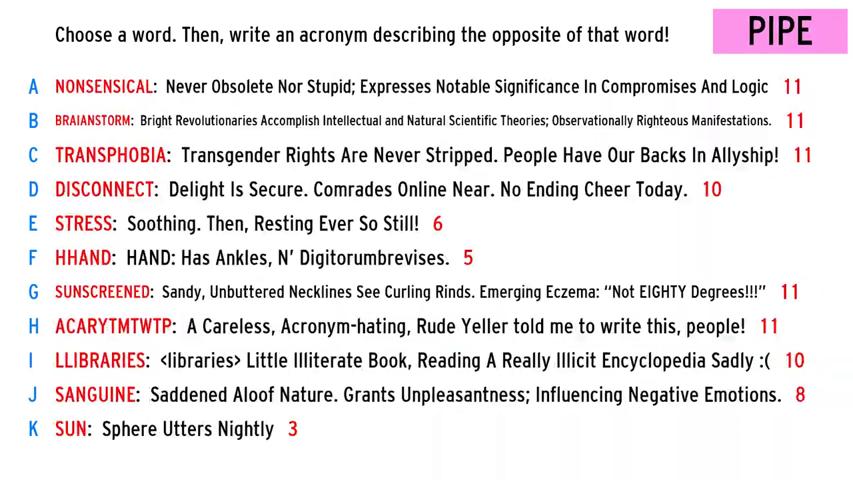 Choose a word. Then, write an acronym describing the opposite of that word!
PIPE
A NONSENSICAL: Never Obsolete Nor Stupid; Expresses Notable Significance In Compromises And Logic 11
B BRAIANSTORM: Bright Revolutionaries Accomplish Intellectual and Natural Scientific Theories; Observationally Righteous Manifestations. 11
C TRANSPHOBIA: Transgender Rights Are Never Stripped. People Have Our Backs In Allyship! 11
D DISCONNECT: Delight Is Secure. Comrades Online Near. No Ending Cheer Today. 10
E STRESS: Soothing. Then, Resting Ever So Still! 6
F HHAND: HAND: Has Ankles, N' Digitorumbrevises. 5
G SUNSCREENED: Sandy, Unbuttered Necklines See Curling Rinds. Emerging Eczema: “Not EIGHTY Degrees!!!” 11
H ACARYTMTWTP: A Careless, Acronym-hating, Rude Yeller told me to write this, people! 11
I LLIBRARIES: <libraries> Little Illiterate Book, Reading A Really Illicit Encyclopedia Sadly :( 10
J SANGUINE: Saddened Aloof Nature. Grants Unpleasantness; Influencing Negative Emotions. 8
K SUN: Sphere Utters Nightly 3